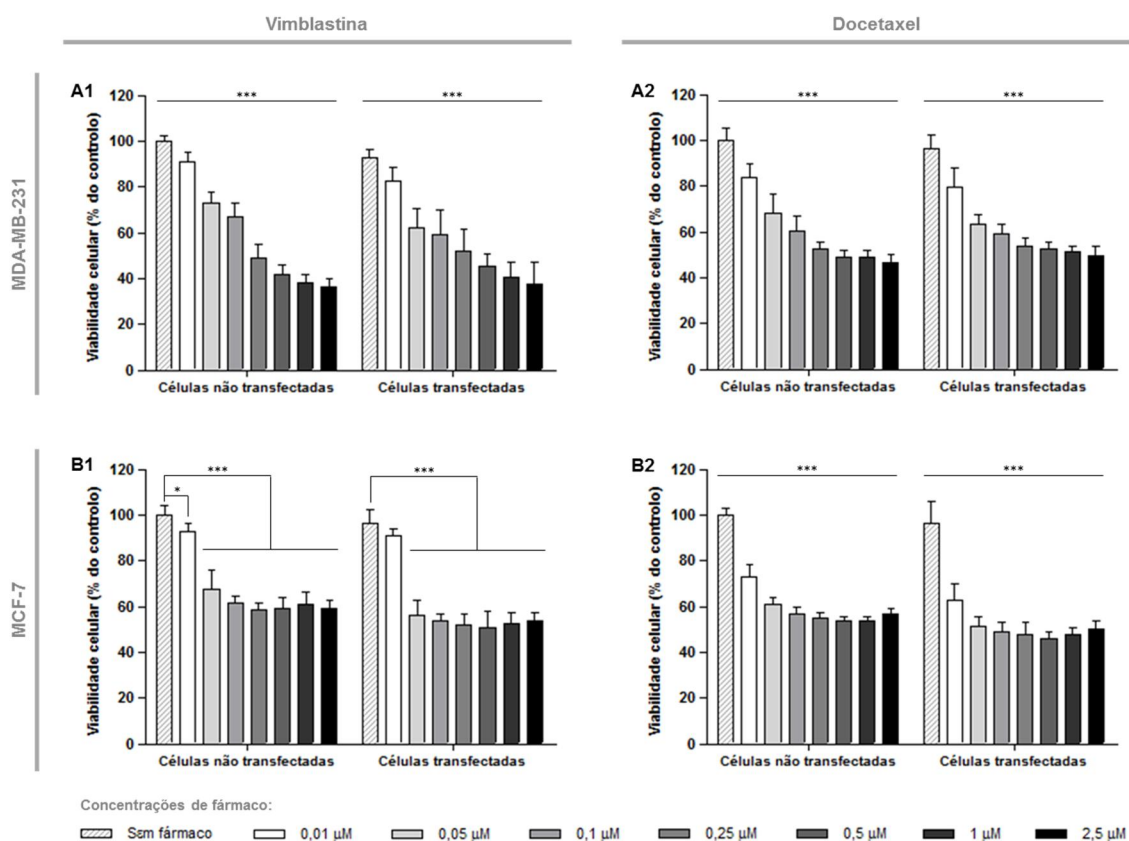 Vimblastina
Docetaxel
MDA-MB-231
A1
Viabilidade celular (% do controlo)
120
100
80
60
40
20
0
***
***
Células não transfectadas
Células transfectadas
A2
Viabilidade celular (% do controlo)
120
100
80
60
40
20
0
***
***
Células não transfectadas
Células transfectadas
MCF-7
B1
Viabilidade celular (% do controlo)
120
100
80
60
40
20
0
***
*
***
Células não transfectadas
Células transfectadas
B2
Viabilidade celular (% do controlo)
120
100
80
60
40
20
0
***
***
Células não transfectadas
Células transfectadas
Concentrações de fármaco:
Sɛm fármaco 0,01 µM 0,05 µM 0,1 µM 0,25 µM 0,5 µM 1 µM 2,5 µM